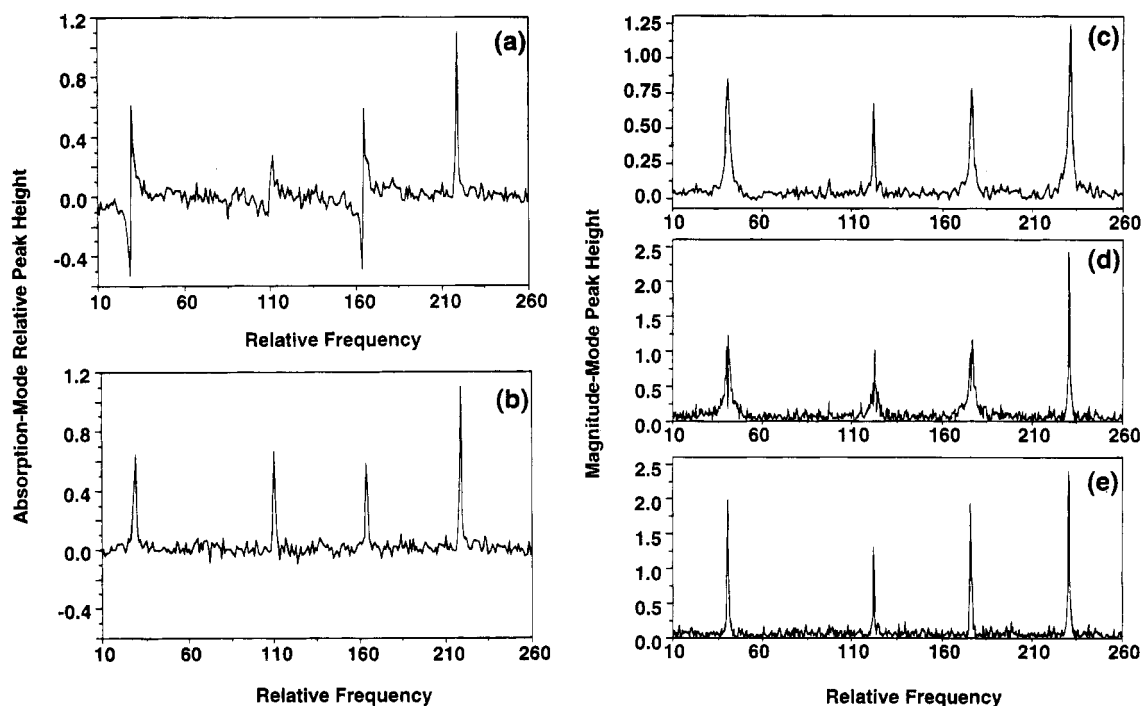 Absorption-Mode Relative Peak Height
(a)
1.2
0.8
0.4
0.0
-0.4
10 60 110 160 210 260
Relative Frequency
(b)
1.2
0.8
0.4
0.0
-0.4
10 60 110 160 210 260
Relative Frequency
Magnitude-Mode Peak Height
(c)
1.25
1.00
0.75
0.50
0.25
0.0
10 60 110 160 210 260
(d)
2.5
2.0
1.5
1.0
0.5
0.0
10 60 110 160 210 260
(e)
2.5
2.0
1.5
1.0
0.5
0.0
10 60 110 160 210 260
Relative Frequency